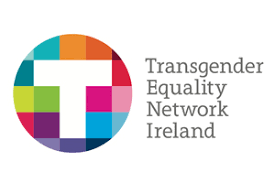 T
Transgender
Equality
Network
Ireland